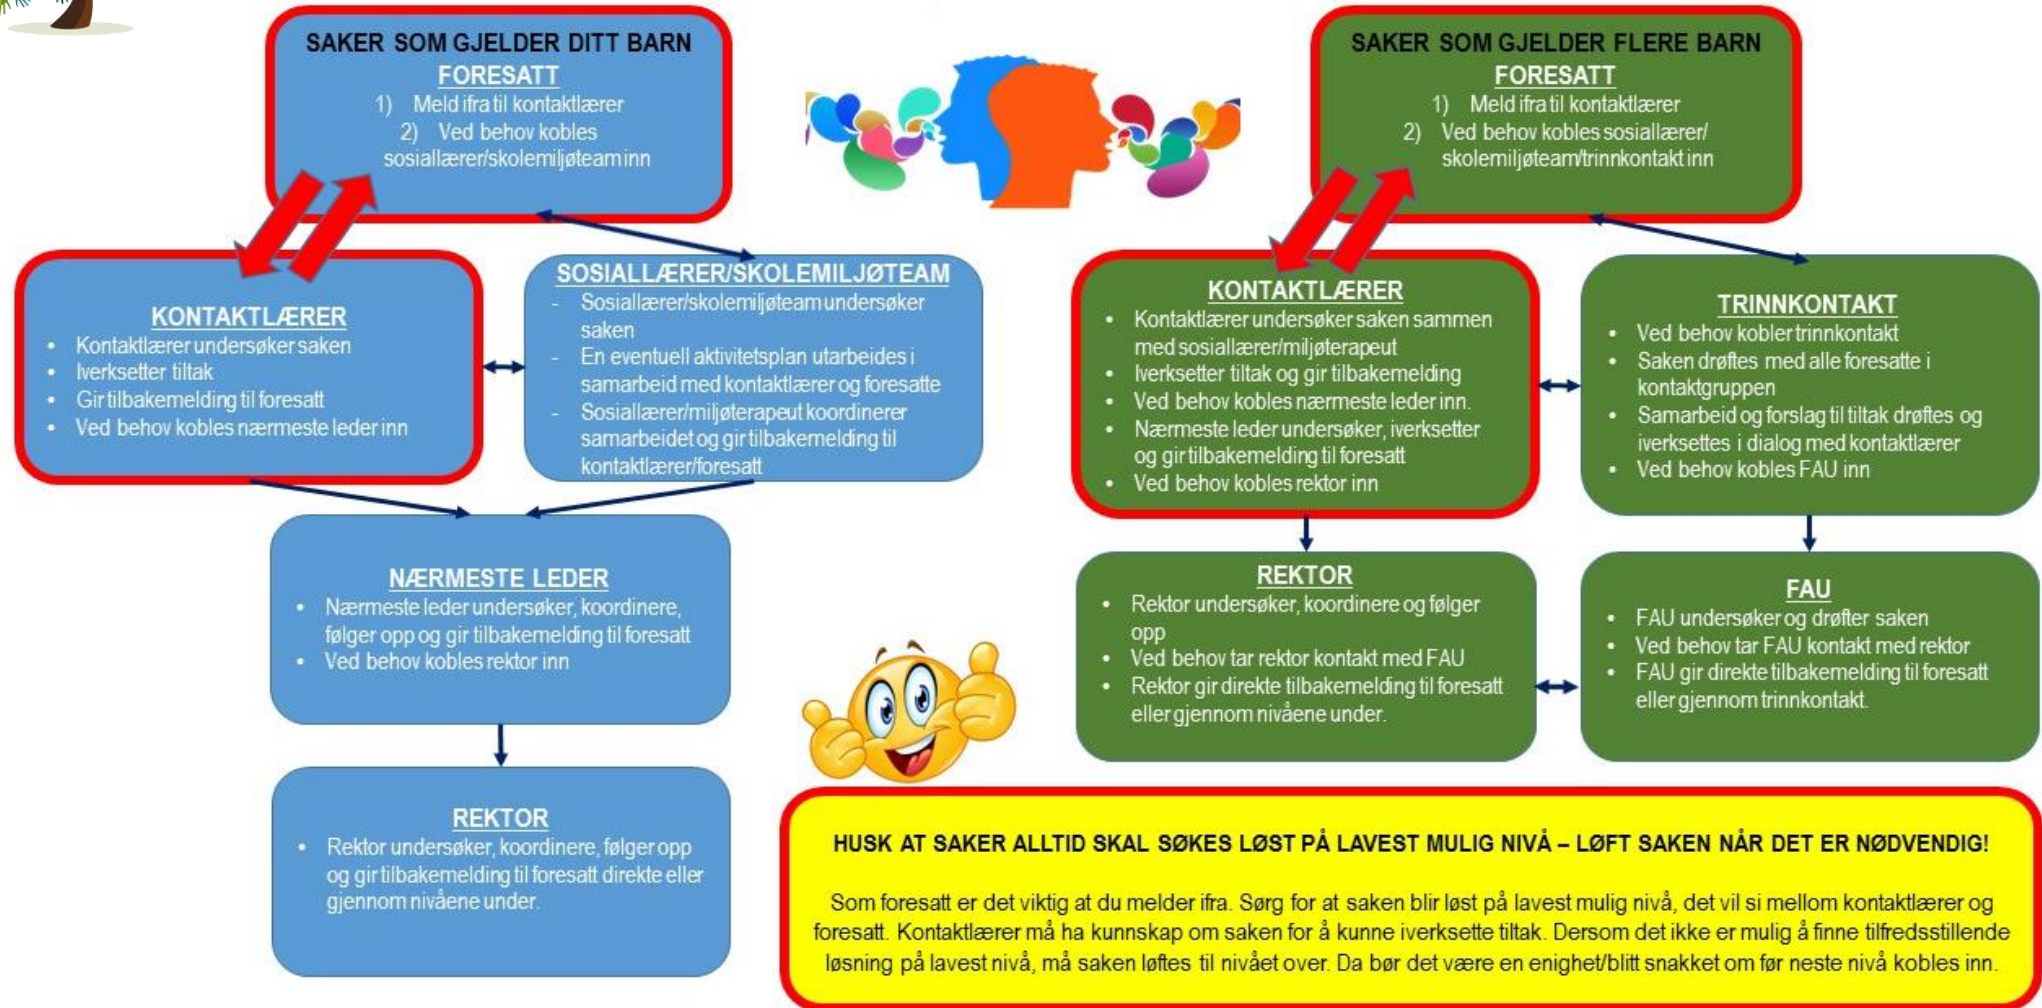 SAKER SOM GJELDER DITT BARN
FORESATT
1) Meld ifra til kontaktlærer
2) Ved behov kobles
sosiallærer/skolemiljøteam inn
KONTAKTLÆRER
• Kontaktlærer undersøker saken
• Iverksetter tiltak
• Gir tilbakemelding til foresatt
• Ved behov kobles nærmeste leder inn
SOSIALLÆRER/SKOLEMILJØTEAM
- Sosiallærer/skolemiljøteam undersøker
saken
- En eventuell aktivitetsplan utarbeides i
samarbeid med kontaktlærer og foresatte
- Sosiallærer/miljøterapeut koordinerer
samarbeidet og gir tilbakemelding til
kontaktlærer/foresatt
NÆRMESTE LEDER
• Nærmeste leder undersøker, koordinere,
følger opp og gir tilbakemelding til foresatt
• Ved behov kobles rektor inn
REKTOR
• Rektor undersøker, koordinere, følger opp
og gir tilbakemelding til foresatt direkte eller
gjennom nivåene under.
SAKER SOM GJELDER FLERE BARN
FORESATT
1) Meld ifra til kontaktlærer
2) Ved behov kobles sosiallærer/
skolemiljøteam/trinnkontakt inn
KONTAKTLÆRER
• Kontaktlærer undersøker saken sammen
med sosiallærer/miljøterapeut
• Iverksetter tiltak og gir tilbakemelding
• Ved behov kobles nærmeste leder inn.
• Nærmeste leder undersøker, iverksetter
og gir tilbakemelding til foresatt
• Ved behov kobles rektor inn
TRINNKONTAKT
• Ved behov kobler trinnkontakt
• Saken drøftes med alle foresatte i
kontaktgruppen
• Samarbeid og forslag til tiltak drøftes og
iverksettes i dialog med kontaktlærer
• Ved behov kobles FAU inn
REKTOR
• Rektor undersøker, koordinere og følger
opp
• Ved behov tar rektor kontakt med FAU
• Rektor gir direkte tilbakemelding til foresatt
eller gjennom nivåene under.
FAU
• FAU undersøker og drøfter saken
• Ved behov tar FAU kontakt med rektor
• FAU gir direkte tilbakemelding til foresatt
eller gjennom trinnkontakt.
HUSK AT SAKER ALLTID SKAL SØKES LØST PÅ LAVEST MULIG NIVÅ – LØFT SAKEN NÅR DET ER NØDVENDIG!
Som foresatt er det viktig at du melder ifra. Sørg for at saken blir løst på lavest mulig nivå, det vil si mellom kontaktlærer og
foresatt. Kontaktlærer må ha kunnskap om saken for å kunne iverksette tiltak. Dersom det ikke er mulig å finne tilfredsstillende
løsning på lavest nivå, må saken løftes til nivået over. Da bør det være en enighet/blitt snakket om før neste nivå kobles inn.